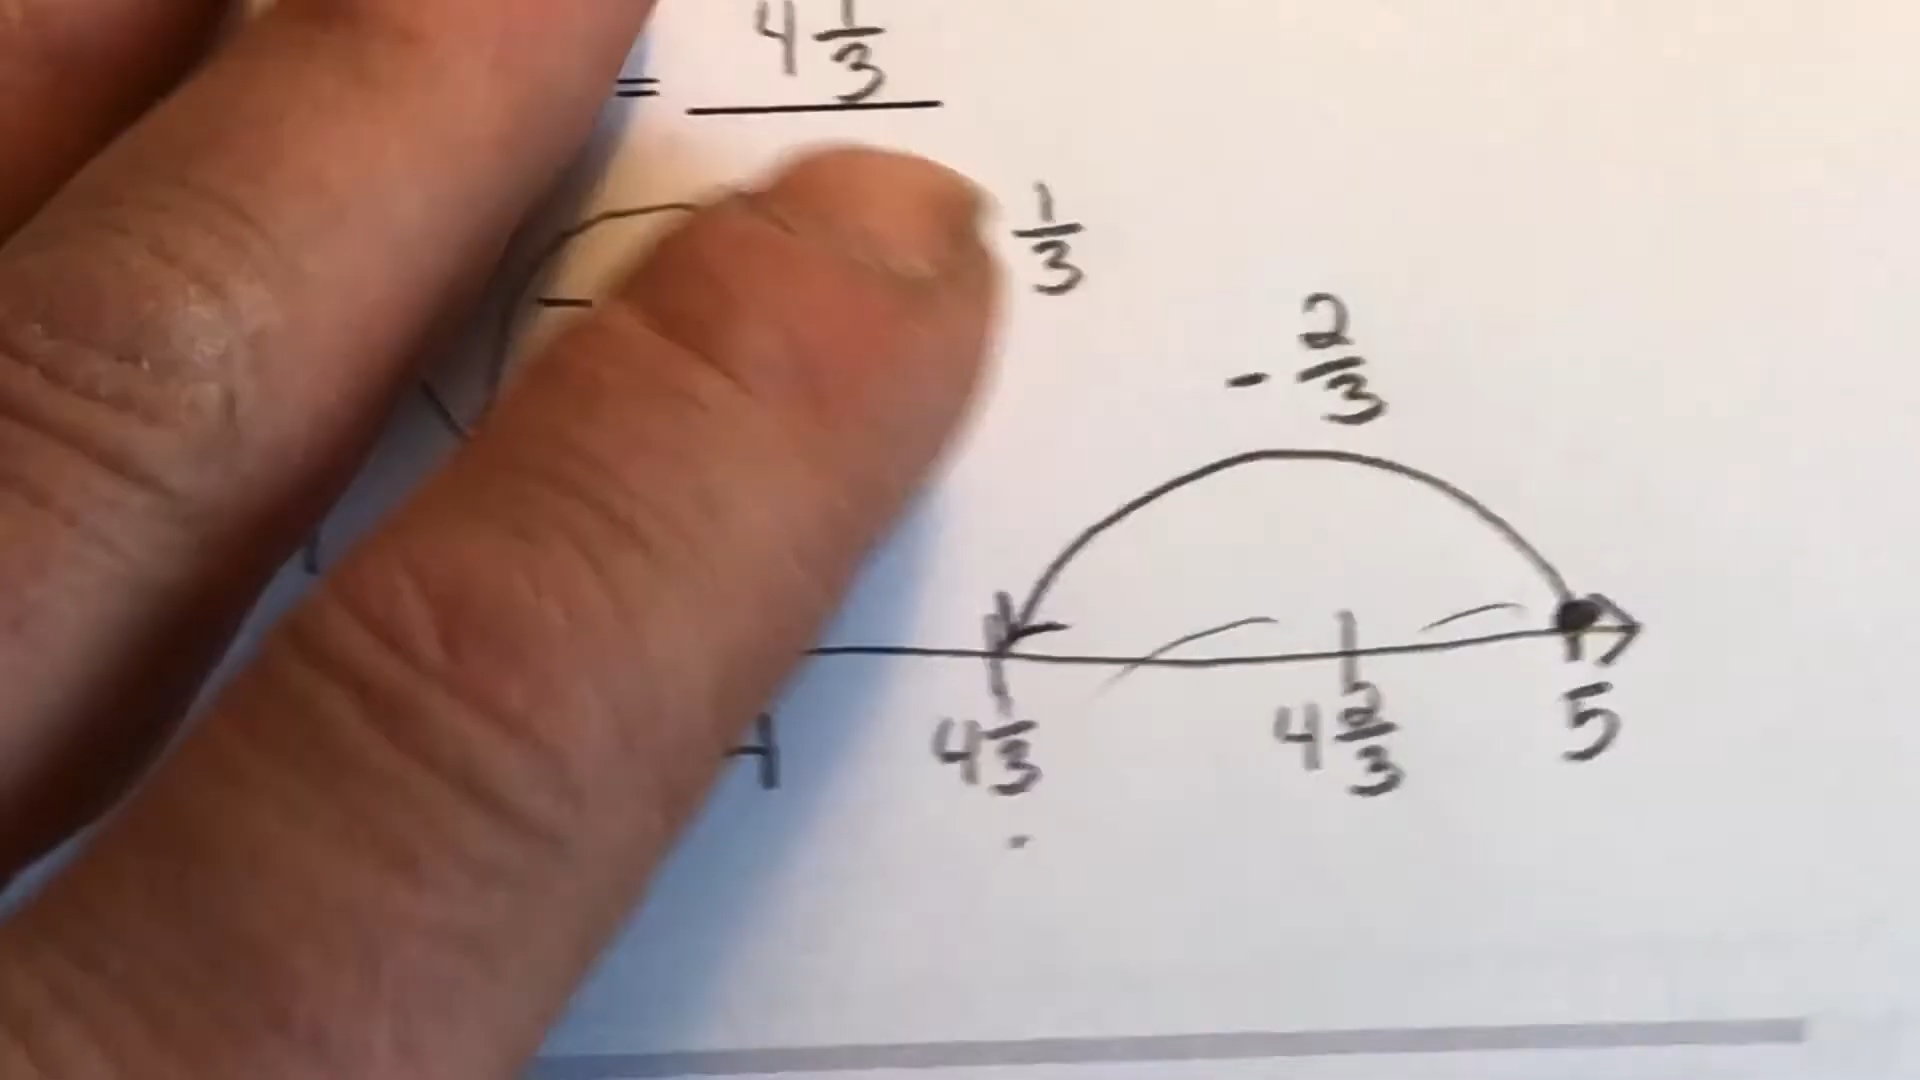 = 4 1/3
1/3
- 2/3
4 4 1/3 4 2/3 5